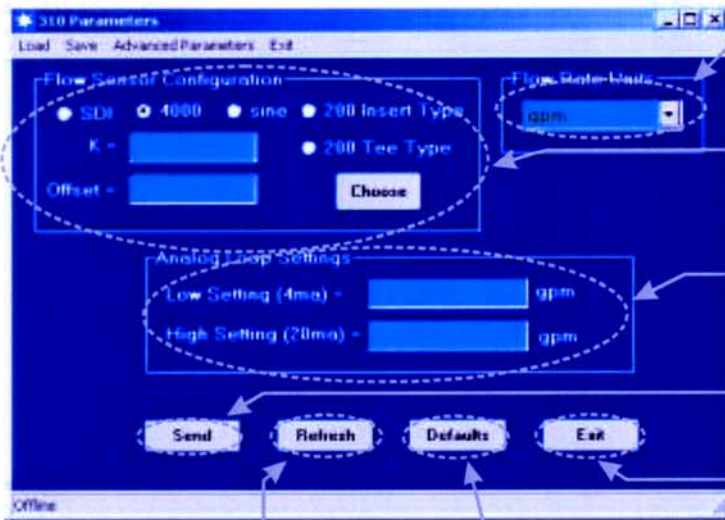 310 Parameters
Load Save Advanced Parameters Exit
Flow Sensor Configuration
SDI 4000 sine 200 Insert Type
K = 200 Tee Type
Offset = Choose
Flow Rate Units
gpm
Analog Loop Settings
Low Setting (4ma) = gpm
High Setting (20ma) = gpm
Send Refresh Defaults Exit
Offline